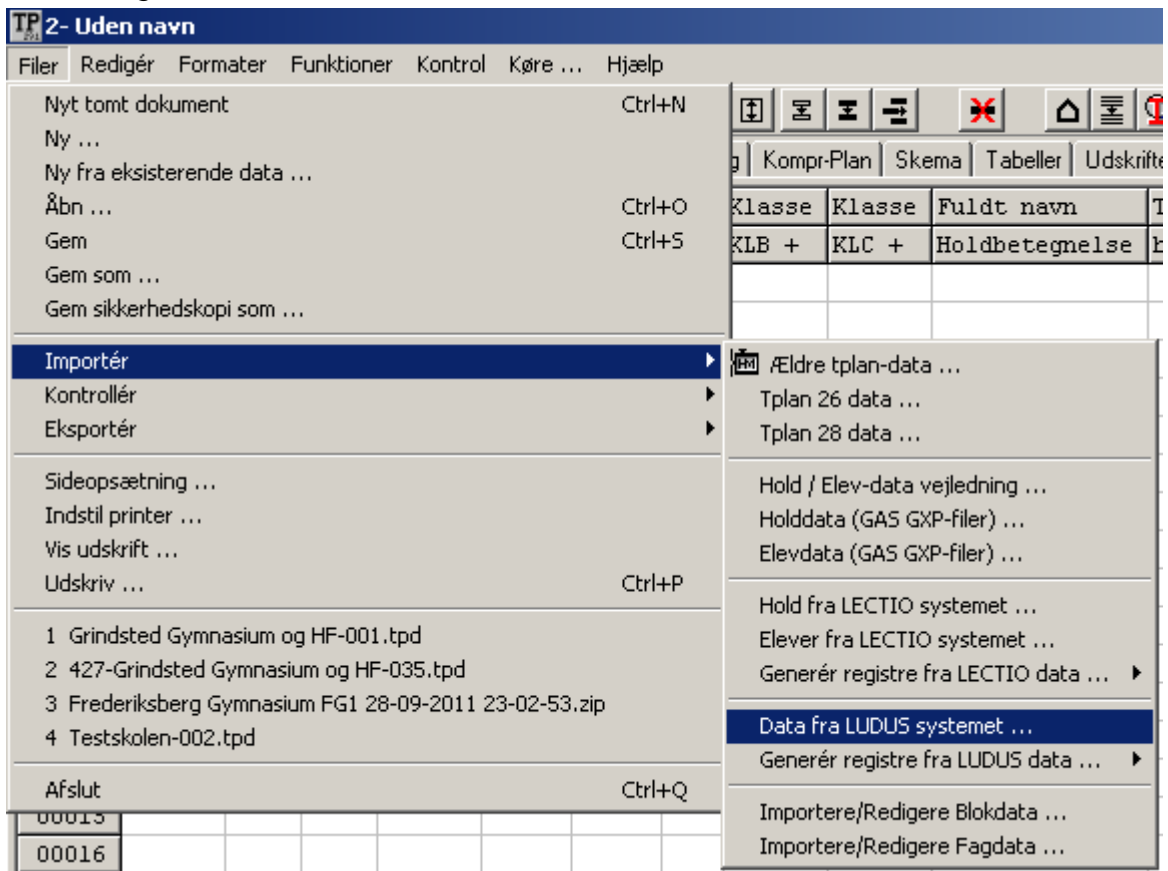 TP 2- Uden navn
Filer Redigér Formater Funktioner Kontrol Køre ... Hjælp
Nyt tomt dokument Ctrl+N
Ny ...
Ny fra eksisterende data ...
Åbn ... Ctrl+O
Gem Ctrl+S
Gem som ...
Gem sikkerhedskopi som ...
Importér
Kontrollér
Eksportér
Sideopsætning ...
Indstil printer ...
Vis udskrift ...
Udskriv ... Ctrl+P
1 Grindsted Gymnasium og HF-001.tpd
2 427-Grindsted Gymnasium og HF-035.tpd
3 Frederiksberg Gymnasium FG1 28-09-2011 23-02-53.zip
4 Testskolen-002.tpd
Afslut Ctrl+Q
Kompr-Plan Skema Tabeller Udskrifte
Klasse Klasse Fuldt navn T
KLB + KLC + Holdbetegnelse
Ældre tplan-data ...
Tplan 26 data ...
Tplan 28 data ...
Hold / Elev-data vejledning ...
Holddata (GAS GXP-filer) ...
Elevdata (GAS GXP-filer) ...
Hold fra LECTIO systemet ...
Elever fra LECTIO systemet ...
Generér registre fra LECTIO data ...
Data fra LUDUS systemet ...
Generér registre fra LUDUS data ...
Importere/Redigere Blokdata ...
Importere/Redigere Fagdata ...
00015
00016